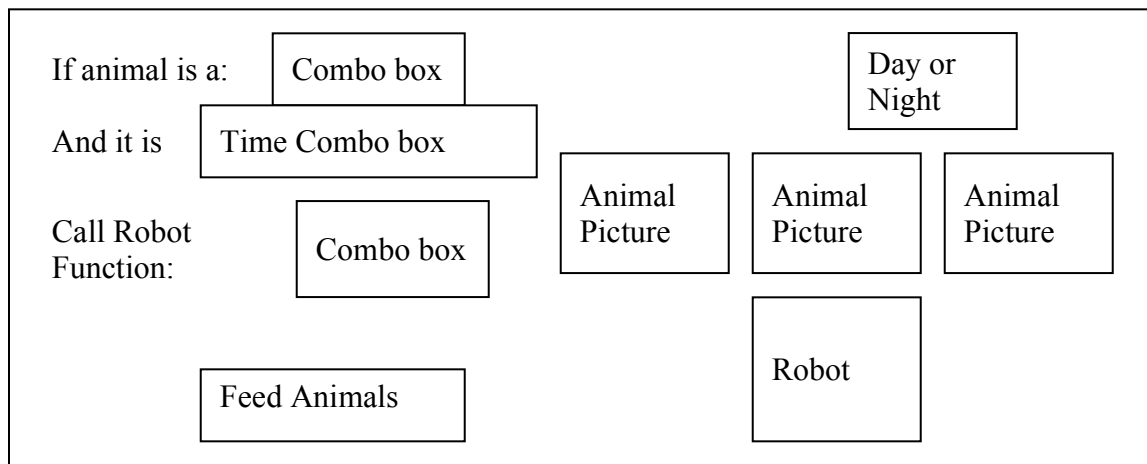 If animal is a:
Combo box
Day or
Night
And it is
Time Combo box
Animal
Picture
Animal
Picture
Animal
Picture
Call Robot
Function:
Combo box
Robot
Feed Animals